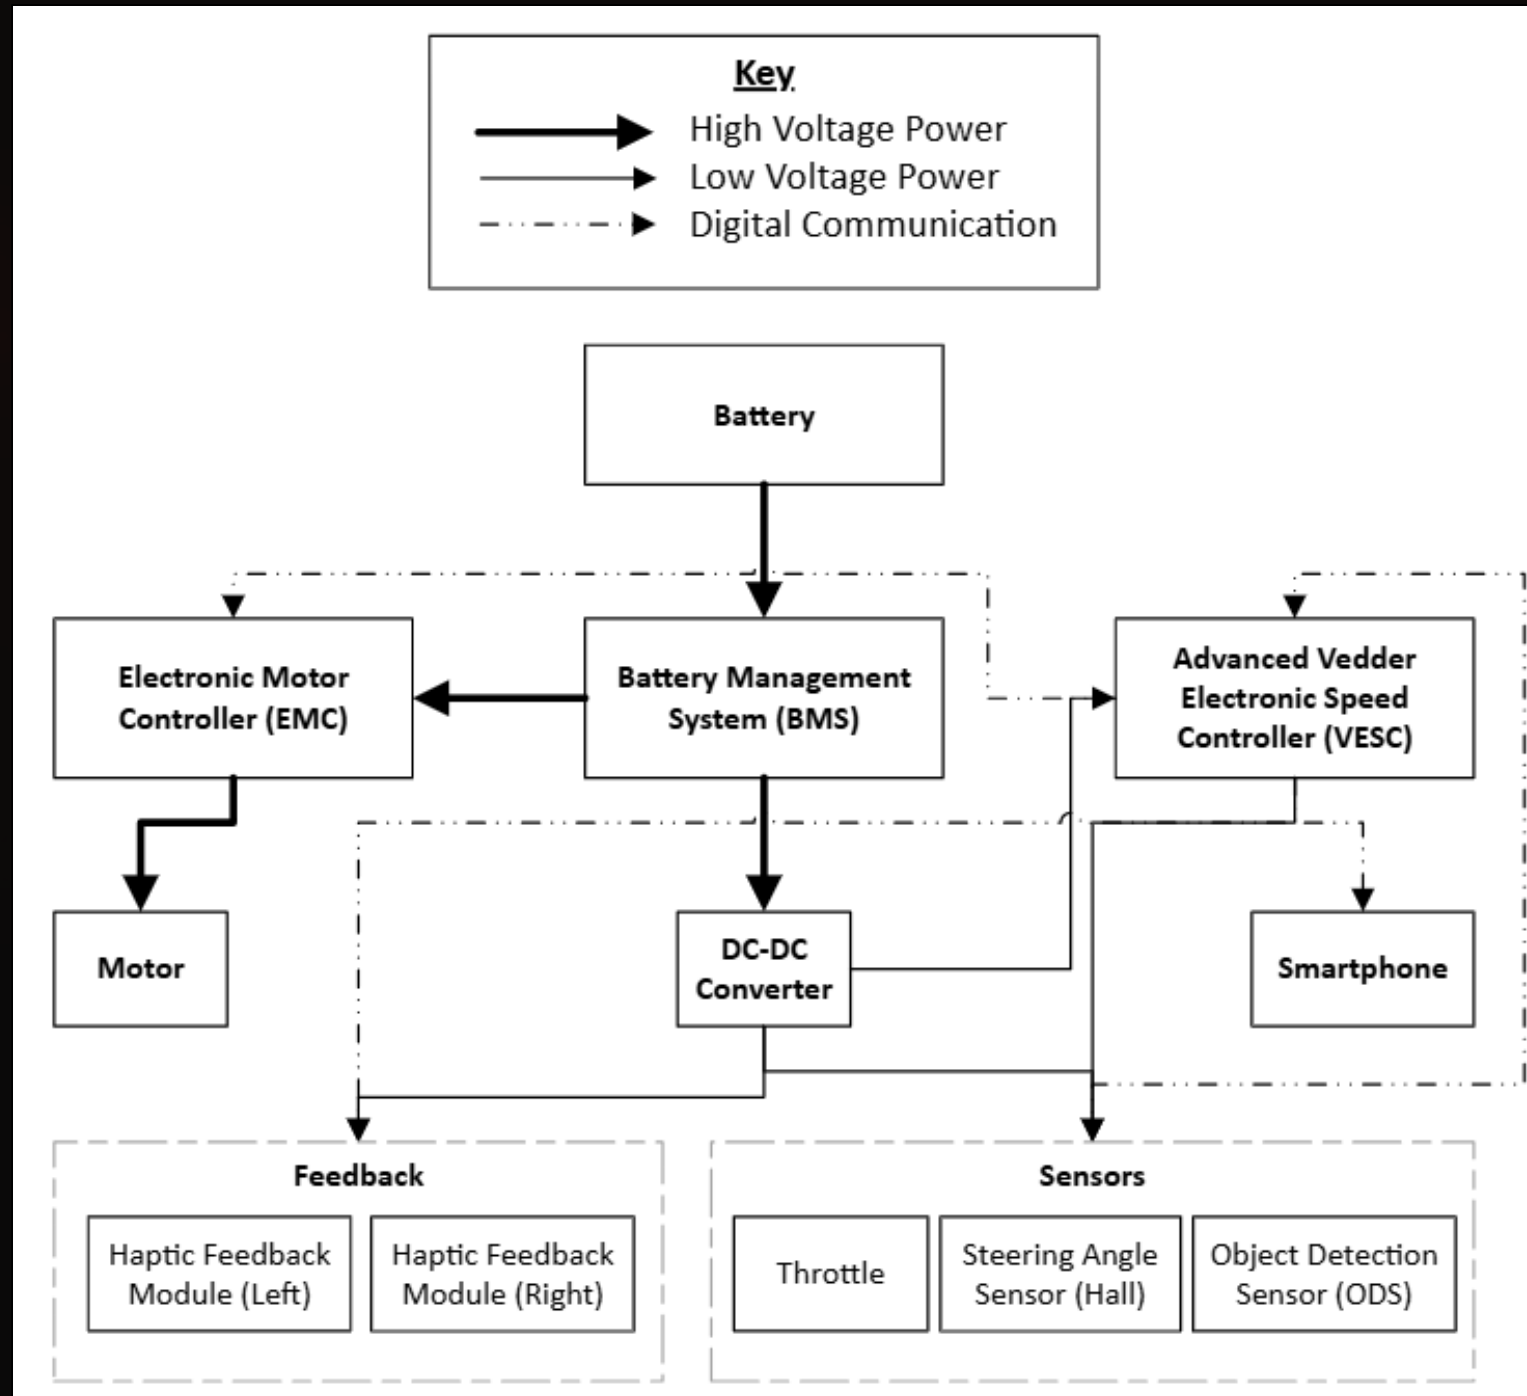 Key
High Voltage Power
Low Voltage Power
Digital Communication
Battery
Electronic Motor
Controller (EMC)
Battery Management
System (BMS)
Advanced Vedder
Electronic Speed
Controller (VESC)
Motor
DC-DC
Converter
Smartphone
Feedback
Haptic Feedback
Module (Left)
Haptic Feedback
Module (Right)
Sensors
Throttle
Steering Angle
Sensor (Hall)
Object Detection
Sensor (ODS)